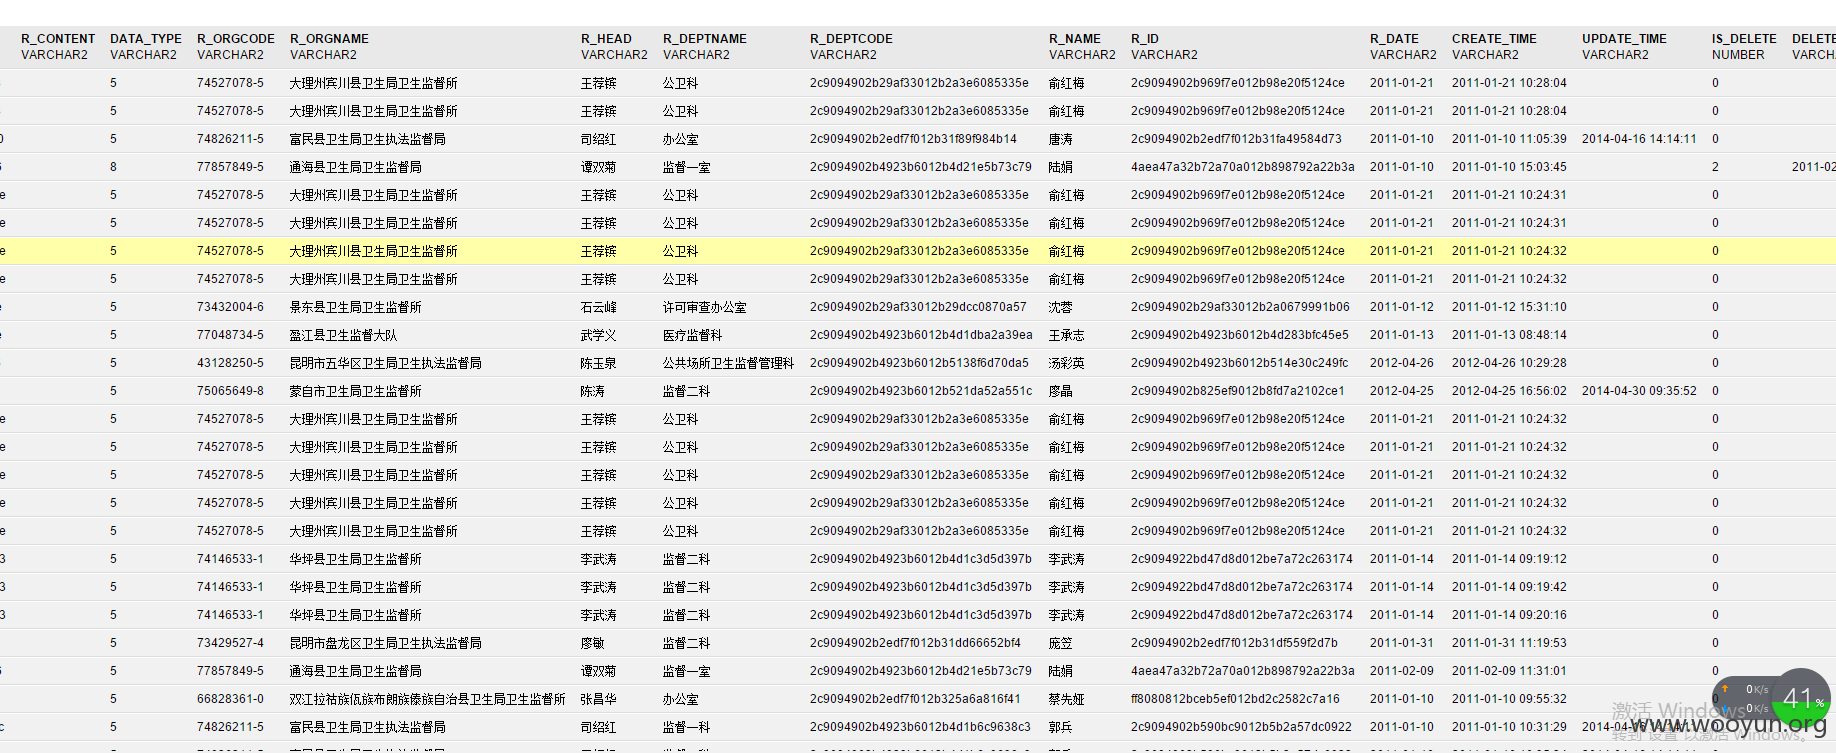 R_CONTENT DATA_TYPE R_ORGCODE R_ORGNAME R_HEAD R_DEPTNAME R_DEPTCODE R_NAME R_ID R_DATE CREATE_TIME UPDATE_TIME IS_DELETE DELETE
VARCHAR2 VARCHAR2 VARCHAR2 VARCHAR2 VARCHAR2 VARCHAR2 VARCHAR2 VARCHAR2 VARCHAR2 VARCHAR2 VARCHAR2 VARCHAR2 NUMBER VARCH
5 74527078-5 大理州宾川县卫生局卫生监督所 王荐镔 公卫科 2c9094902b29af33012b2a3e6085335e 俞红梅 2c9094902b969f7e012b98e20f5124ce 2011-01-21 2011-01-21 10:28:04 0
5 74527078-5 大理州宾川县卫生局卫生监督所 王荐镔 公卫科 2c9094902b29af33012b2a3e6085335e 俞红梅 2c9094902b969f7e012b98e20f5124ce 2011-01-21 2011-01-21 10:28:04 0
0 5 74826211-5 富民县卫生局卫生执法监督局 司绍红 办公室 2c9094902b2edf7f012b31f89f984b14 唐涛 2c9094902b2edf7f012b31fa49584d73 2011-01-10 2011-01-10 11:05:39 2014-04-16 14:14:11 0
8 77857849-5 通海县卫生局卫生监督局 谭双菊 监督一室 2c9094902b4923b6012b4d21e5b73c79 陆娟 4aea47a32b72a70a012b898792a22b3a 2011-01-10 2011-01-10 15:03:45 2 2011-02
e 5 74527078-5 大理州宾川县卫生局卫生监督所 王荐镔 公卫科 2c9094902b29af33012b2a3e6085335e 俞红梅 2c9094902b969f7e012b98e20f5124ce 2011-01-21 2011-01-21 10:24:31 0
e 5 74527078-5 大理州宾川县卫生局卫生监督所 王荐镔 公卫科 2c9094902b29af33012b2a3e6085335e 俞红梅 2c9094902b969f7e012b98e20f5124ce 2011-01-21 2011-01-21 10:24:31 0
e 5 74527078-5 大理州宾川县卫生局卫生监督所 王荐镔 公卫科 2c9094902b29af33012b2a3e6085335e 俞红梅 2c9094902b969f7e012b98e20f5124ce 2011-01-21 2011-01-21 10:24:32 0
e 5 74527078-5 大理州宾川县卫生局卫生监督所 王荐镔 公卫科 2c9094902b29af33012b2a3e6085335e 俞红梅 2c9094902b969f7e012b98e20f5124ce 2011-01-21 2011-01-21 10:24:32 0
5 73432004-6 景东县卫生局卫生监督所 石云峰 许可审查办公室 2c9094902b29af33012b29dcc0870a57 沈蓉 2c9094902b29af33012b2a0679991b06 2011-01-12 2011-01-12 15:31:10 0
5 77048734-5 盈江县卫生监督大队 武学义 医疗监督科 2c9094902b4923b6012b4d1dba2a39ea 王承志 2c9094902b4923b6012b4d283bfc45e5 2011-01-13 2011-01-13 08:48:14 0
5 43128250-5 昆明市五华区卫生局卫生执法监督局 陈玉泉 公共场所卫生监督管理科 2c9094902b4923b6012b5138f6d70da5 汤彩英 2c9094902b4923b6012b514e30c249fc 2012-04-26 2012-04-26 10:29:28 0
5 75065649-8 蒙自市卫生局卫生监督所 陈涛 监督二科 2c9094902b4923b6012b521da52a551c 廖晶 2c9094902b825ef9012b8fd7a2102ce1 2012-04-25 2012-04-25 16:56:02 2014-04-30 09:35:52 0
e 5 74527078-5 大理州宾川县卫生局卫生监督所 王荐镔 公卫科 2c9094902b29af33012b2a3e6085335e 俞红梅 2c9094902b969f7e012b98e20f5124ce 2011-01-21 2011-01-21 10:24:32 0
e 5 74527078-5 大理州宾川县卫生局卫生监督所 王荐镔 公卫科 2c9094902b29af33012b2a3e6085335e 俞红梅 2c9094902b969f7e012b98e20f5124ce 2011-01-21 2011-01-21 10:24:32 0
e 5 74527078-5 大理州宾川县卫生局卫生监督所 王荐镔 公卫科 2c9094902b29af33012b2a3e6085335e 俞红梅 2c9094902b969f7e012b98e20f5124ce 2011-01-21 2011-01-21 10:24:32 0
e 5 74527078-5 大理州宾川县卫生局卫生监督所 王荐镔 公卫科 2c9094902b29af33012b2a3e6085335e 俞红梅 2c9094902b969f7e012b98e20f5124ce 2011-01-21 2011-01-21 10:24:32 0
e 5 74527078-5 大理州宾川县卫生局卫生监督所 王荐镔 公卫科 2c9094902b29af33012b2a3e6085335e 俞红梅 2c9094902b969f7e012b98e20f5124ce 2011-01-21 2011-01-21 10:24:32 0
3 5 74146533-1 华坪县卫生局卫生监督所 李武涛 监督二科 2c9094902b4923b6012b4d1c3d5d397b 李武涛 2c9094922bd47d8d012be7a72c263174 2011-01-14 2011-01-14 09:19:12 0
3 5 74146533-1 华坪县卫生局卫生监督所 李武涛 监督二科 2c9094902b4923b6012b4d1c3d5d397b 李武涛 2c9094922bd47d8d012be7a72c263174 2011-01-14 2011-01-14 09:19:42 0
3 5 74146533-1 华坪县卫生局卫生监督所 李武涛 监督二科 2c9094902b4923b6012b4d1c3d5d397b 李武涛 2c9094922bd47d8d012be7a72c263174 2011-01-14 2011-01-14 09:20:16 0
5 73429527-4 昆明市盘龙区卫生局卫生执法监督局 廖敏 监督二科 2c9094902b2edf7f012b31dd66652bf4 庞笠 2c9094902b2edf7f012b31df559f2d7b 2011-01-31 2011-01-31 11:19:53 0
5 77857849-5 通海县卫生局卫生监督局 谭双菊 监督一室 2c9094902b4923b6012b4d21e5b73c79 陆娟 4aea47a32b72a70a012b898792a22b3a 2011-02-09 2011-02-09 11:31:01 0
5 66828361-0 双江拉祜族佤族布朗族傣族自治县卫生局卫生监督所 张昌华 办公室 2c9094902b2edf7f012b325a6a816f41 蔡先娅 ff8080812bceb5ef012bd2c2582c7a16 2011-01-10 2011-01-10 09:55:32 0
c 5 74826211-5 富民县卫生局卫生执法监督局 司绍红 监督一科 2c9094902b4923b6012b4d1b6c9638c3 郭兵 2c9094902b590bc9012b5b2a57dc0922 2011-01-10 2011-01-10 10:31:29
0K/s
0K/s
41%
激活 Windows
www.wooyun.org